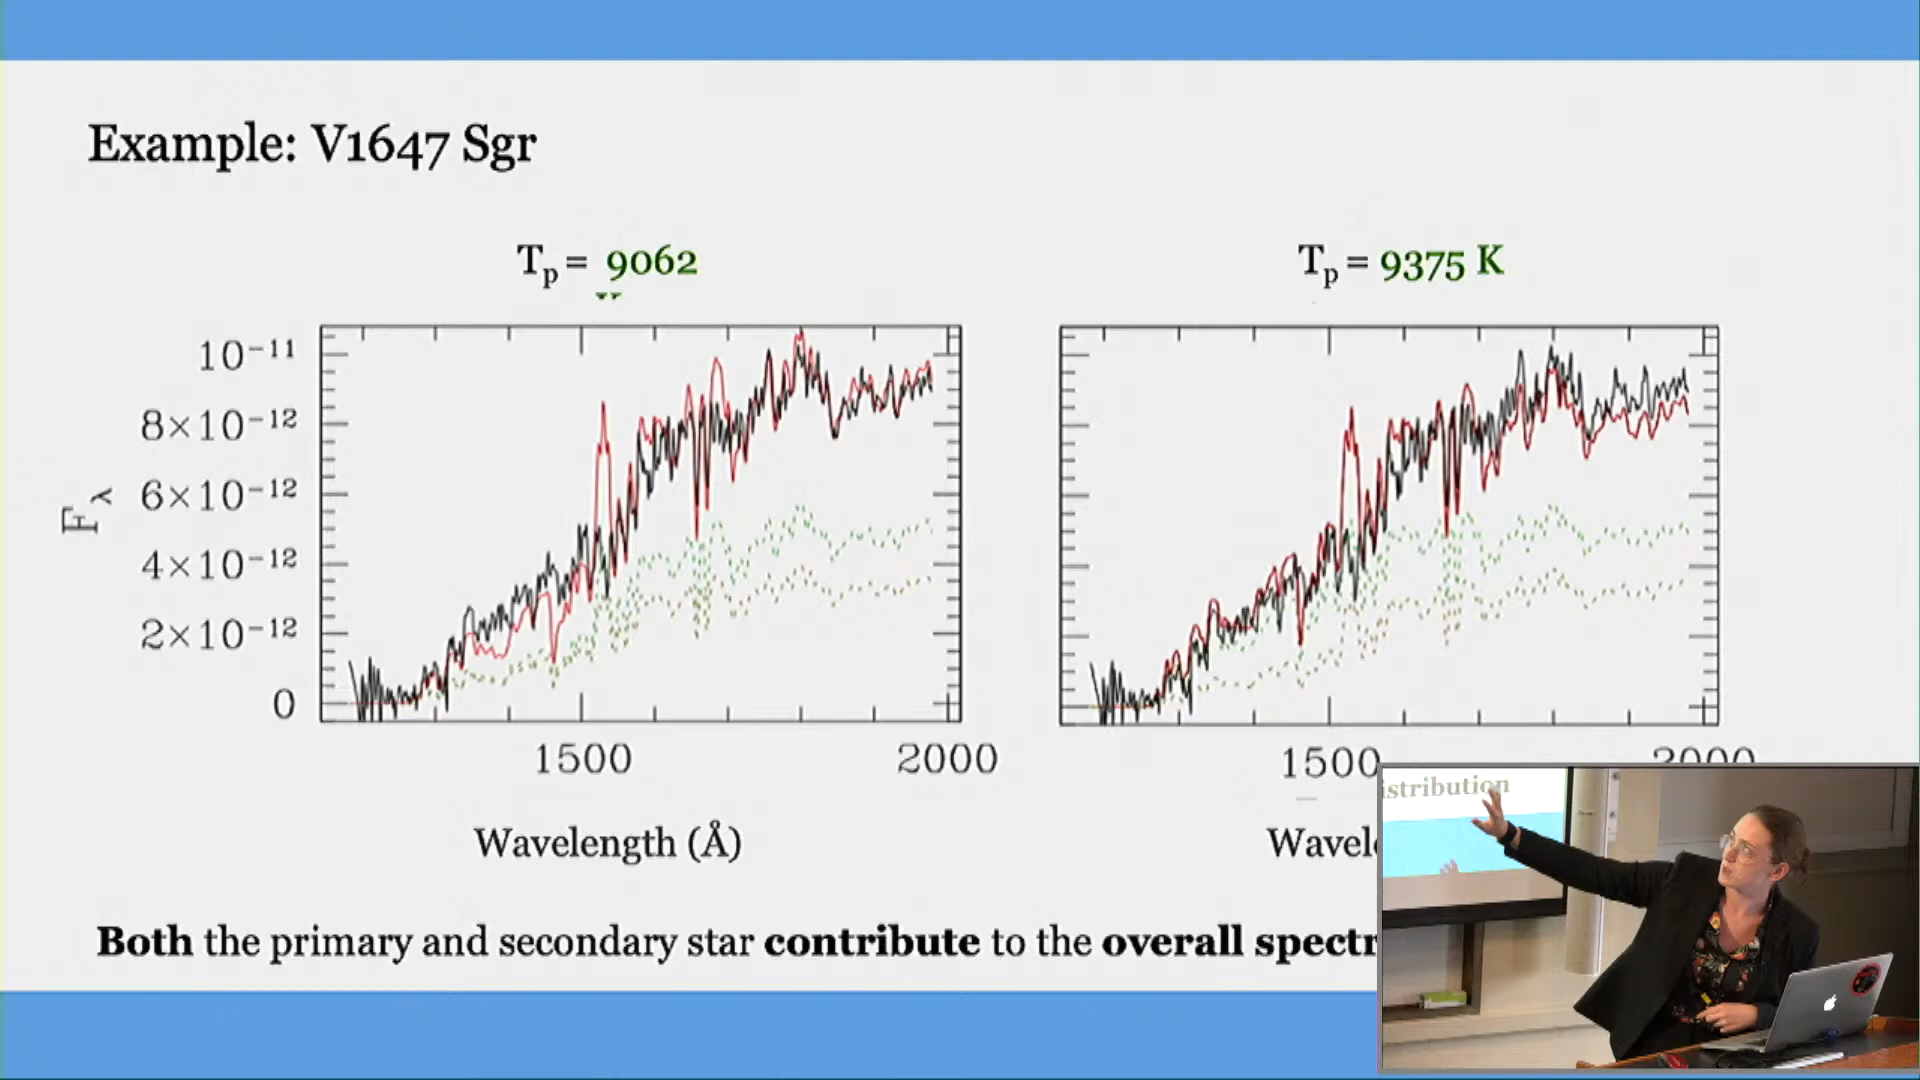 Example: V1647 Sgr
Tp = 9062
Tp = 9375 K
10−11
8×10−12
6×10−12
4×10−12
2×10−12
0
Fλ
1500 2000
1500 2000
Wavelength (Å)
Wavel
Both the primary and secondary star contribute to the overall spectr
istribution